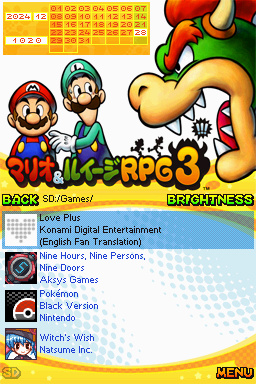 2024 12 01 02 03 04 05 06 07
08 09 10 11 12 13 14
15 16 17 18 19 20 21
1020 22 23 24 25 26 27 28
29 30 31
マリオ&ルイージRPG3
TM
BACK SD:/Games/ BRIGHTNESS
Love Plus
Konami Digital Entertainment
(English Fan Translation)
Nine Hours, Nine Persons,
Nine Doors
Aksys Games
Pokémon
Black Version
Nintendo
Witch's Wish
Natsume Inc.
SD MENU